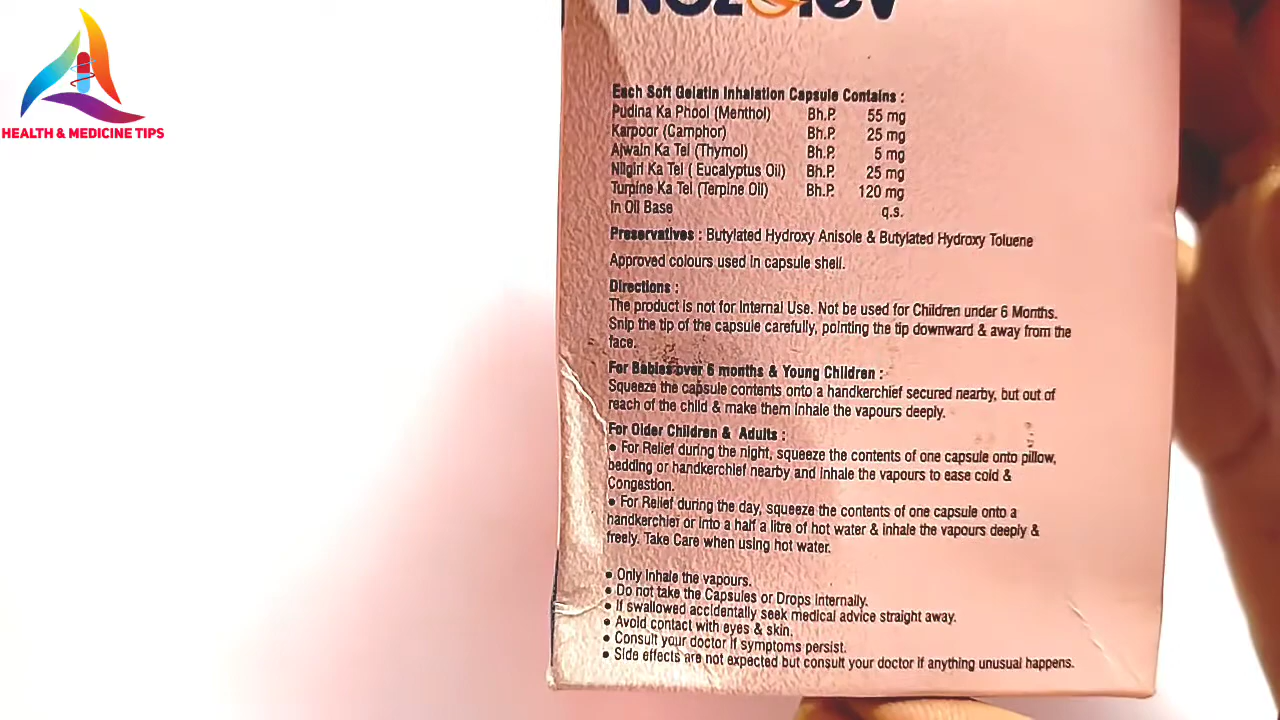 HEALTH & MEDICINE TIPS
Each Soft Gelatin Inhalation Capsule Contains :
Pudina Ka Phool (Menthol) Bh.P. 55 mg
Karpoor (Camphor) Bh.P. 25 mg
Ajwain Ka Tel (Thymol) Bh.P. 5 mg
Nilgiri Ka Tel ( Eucalyptus Oil) Bh.P. 25 mg
Turpine Ka Tel (Terpine Oil) Bh.P. 120 mg
In Oil Base q.s.
Preservatives : Butylated Hydroxy Anisole & Butylated Hydroxy Toluene
Approved colours used in capsule shell.
Directions :
The product is not for Internal Use. Not be used for Children under 6 Months.
Snip the tip of the capsule carefully, pointing the tip downward & away from the
face.
For Babies over 6 months & Young Children :
Squeeze the capsule contents onto a handkerchief secured nearby, but out of
reach of the child & make them inhale the vapours deeply.
For Older Children & Adults :
• For Relief during the night, squeeze the contents of one capsule onto pillow,
bedding or handkerchief nearby and inhale the vapours to ease cold &
Congestion.
• For Relief during the day, squeeze the contents of one capsule onto a
handkerchief or into a half a litre of hot water & inhale the vapours deeply &
freely. Take Care when using hot water.
• Only inhale the vapours.
• Do not take the Capsules or Drops Internally.
• If swallowed accidentally seek medical advice straight away.
• Avoid contact with eyes & skin.
• Consult your doctor if symptoms persist.
• Side effects are not expected but consult your doctor if anything unusual happens.